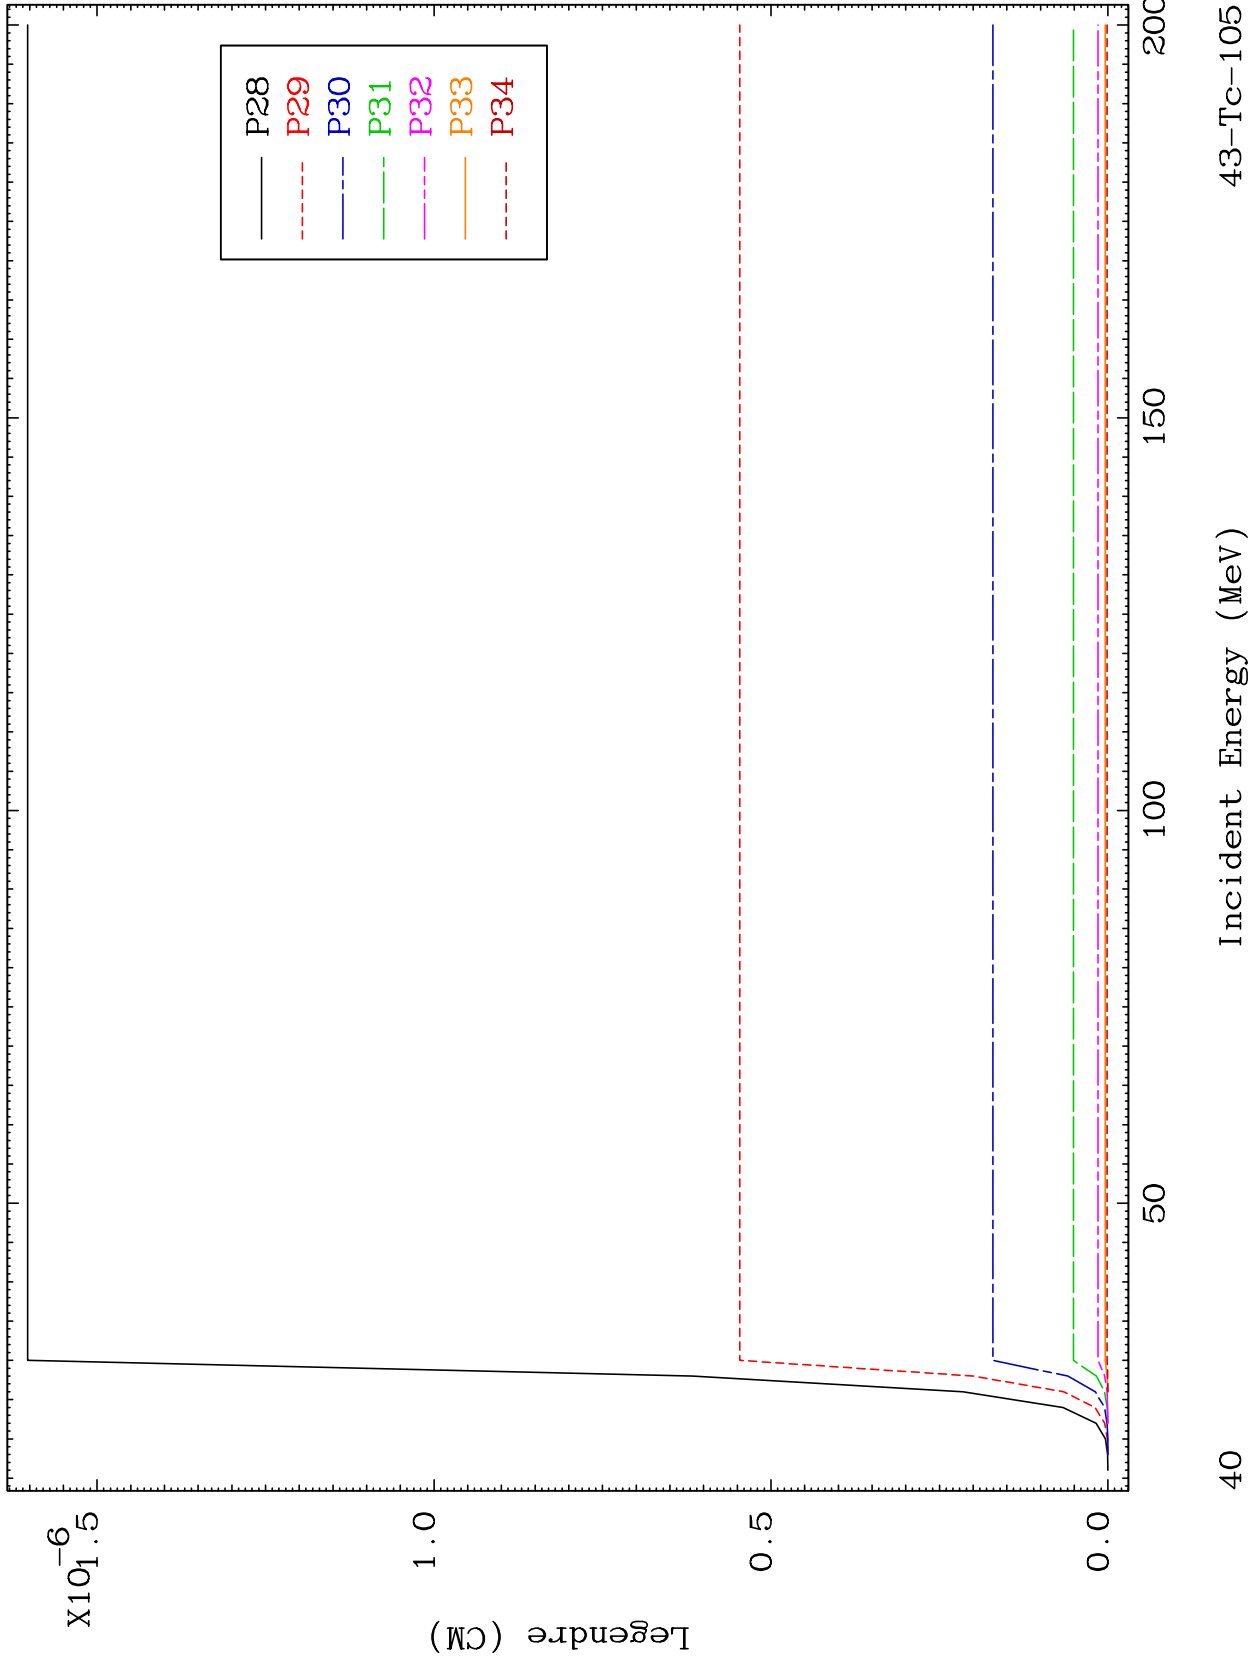 X10-6
1.5
1.0
0.5
0.0
Legendre (CM)
P28
P29
P30
P31
P32
P33
P34
50
100
150
200
40
Incident Energy (MeV)
43-Tc-105